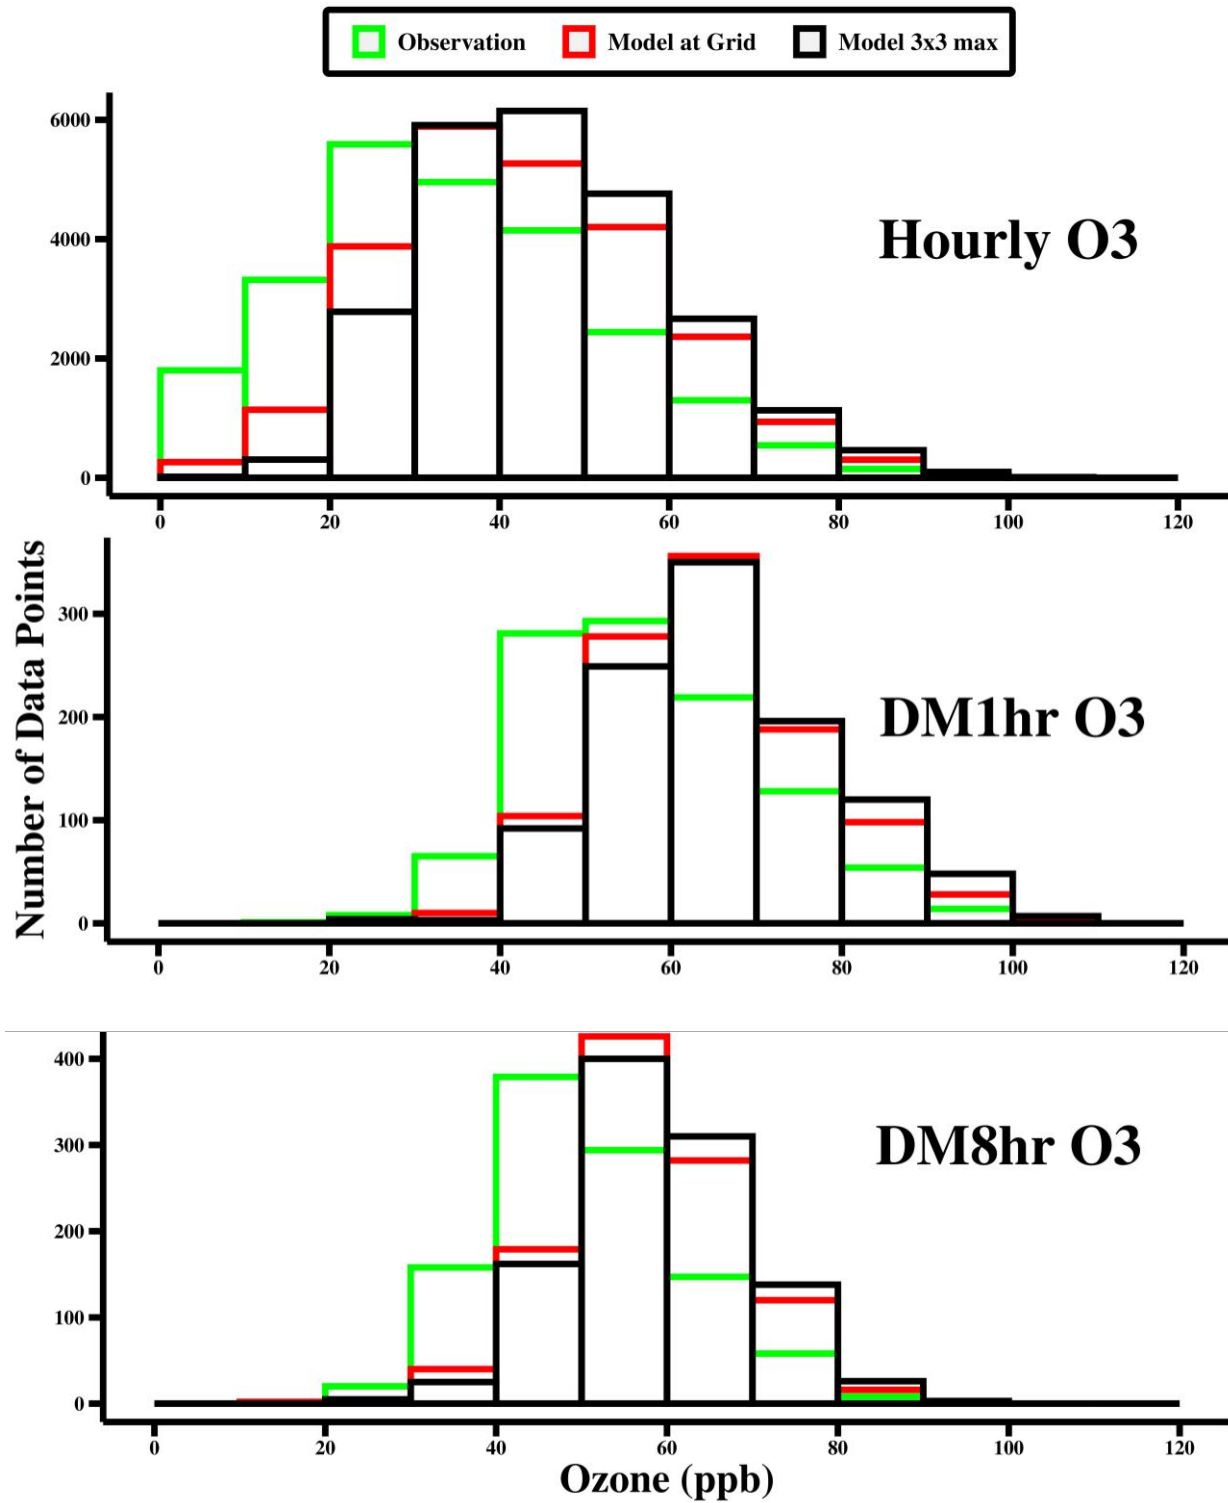 Observation Model at Grid Model 3x3 max
6000
4000
2000
0
Hourly O3
0 20 40 60 80 100 120
Number of Data Points
300
200
100
0
DM1hr O3
0 20 40 60 80 100 120
400
300
200
100
0
DM8hr O3
0 20 40 60 80 100 120
Ozone (ppb)